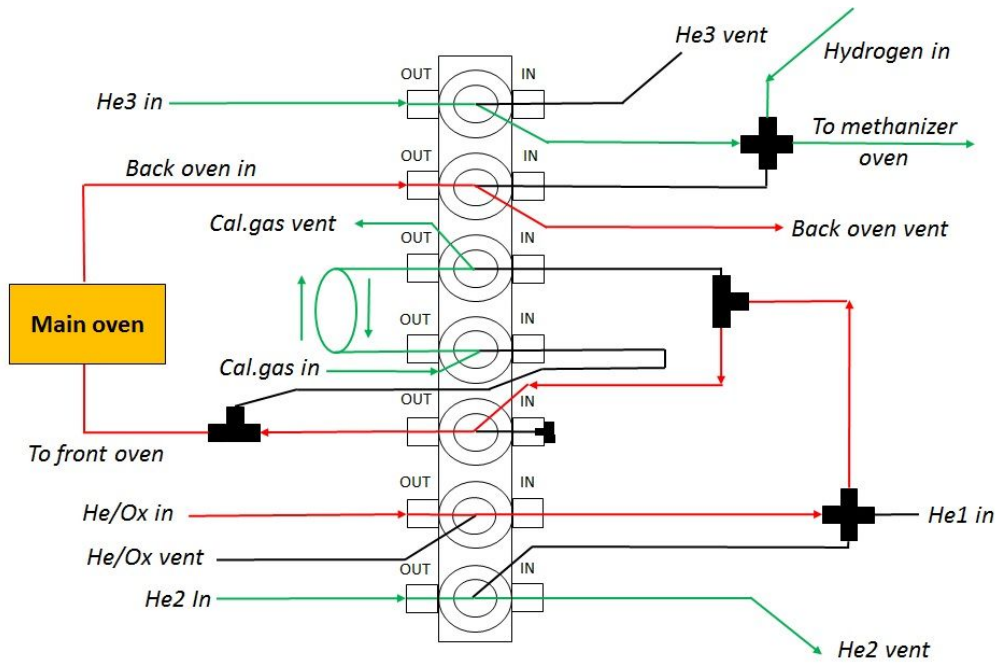 He3 vent
Hydrogen in
OUT
IN
He3 in
To methanizer
oven
OUT
IN
Back oven in
Cal.gas vent
Back oven vent
OUT
IN
Main oven
OUT
IN
Cal.gas in
OUT
IN
To front oven
OUT
IN
He/Ox in
He1 in
He/Ox vent
OUT
IN
He2 In
He2 vent